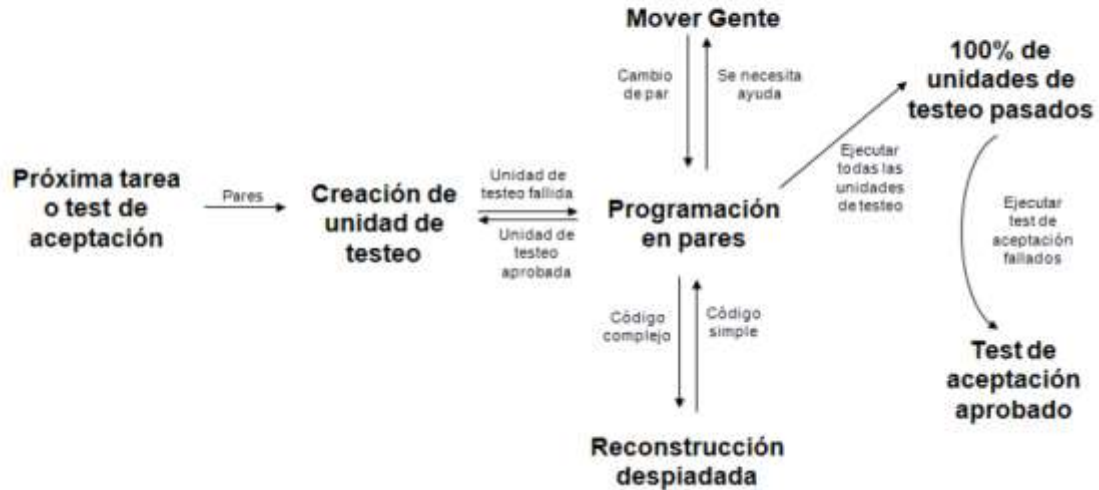 Mover Gente
Cambio
de par
Se necesita
ayuda
100% de
unidades de
testeo pasados
Próxima tarea
o test de
aceptación
Pares
Creación de
unidad de
testeo
Unidad de
testeo fallida
Unidad de
testeo
aprobada
Programación
en pares
Ejecutar
todas las
unidades
de testeo
Ejecutar
test de
aceptación
fallados
Código
complejo
Código
simple
Test de
aceptación
aprobado
Reconstrucción
despiadada